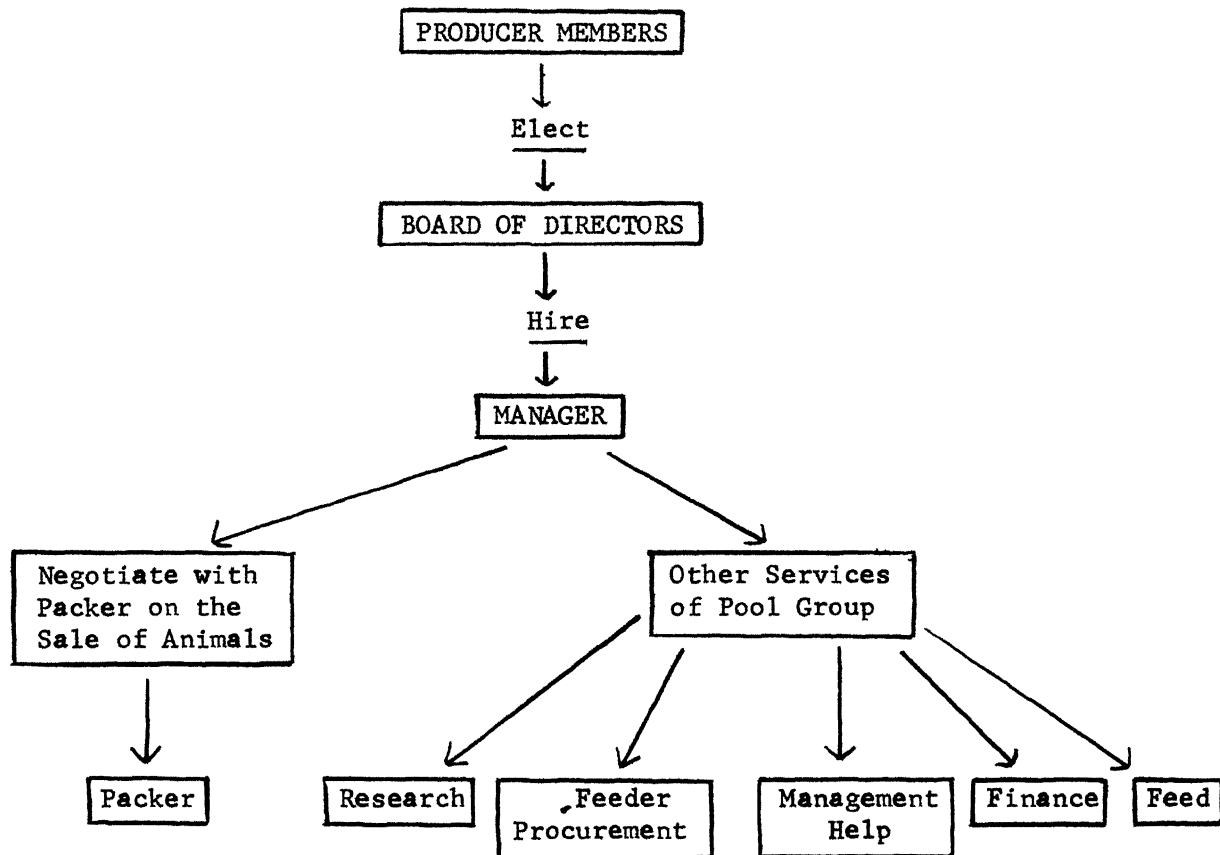 PRODUCER MEMBERS
Elect
BOARD OF DIRECTORS
Hire
MANAGER
Negotiate with
Packer on the
Sale of Animals
Other Services
of Pool Group
Packer
Research
Feeder
Procurement
Management
Help
Finance
Feed